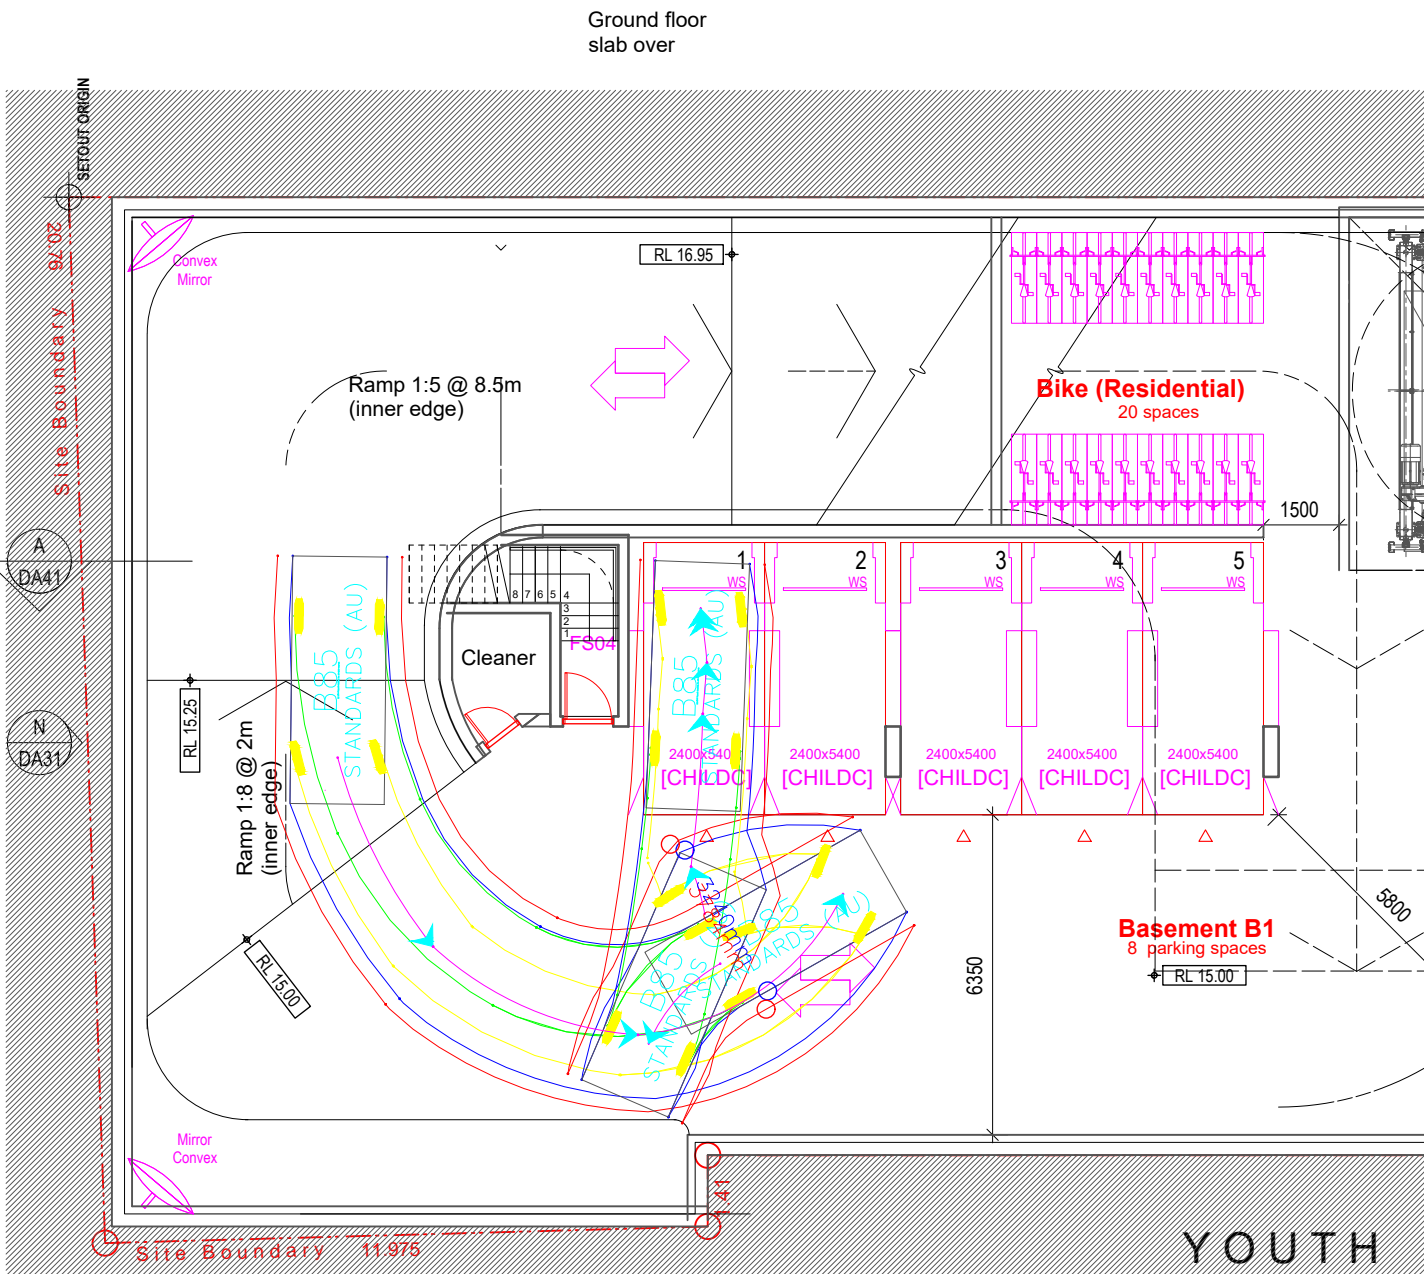 Ground floor
slab over
SETOUT ORIGIN
20.76
Site Boundary
Convex
Mirror
RL 16.95
Ramp 1:5 @ 8.5m
(inner edge)
Bike (Residential)
20 spaces
1500
A
DA41
N
DA31
1
2
3
4
5
WS
WS
WS
WS
WS
8 7 6 5 4
3
2
1
FS04
Cleaner
B85
STANDARDS (AU)
B85
STANDARDS (AU)
RL 15.25
Ramp 1:8 @ 2m
(inner edge)
2400x5400
[CHILDC]
2400x5400
[CHILDC]
2400x5400
[CHILDC]
2400x5400
[CHILDC]
2400x5400
[CHILDC]
B85
STANDARDS (AU)
B85
STANDARDS
RL 15.00
6350
5800
Basement B1
8 parking spaces
RL 15.00
Mirror
Convex
1.41
Site Boundary 11.975
YOUTH